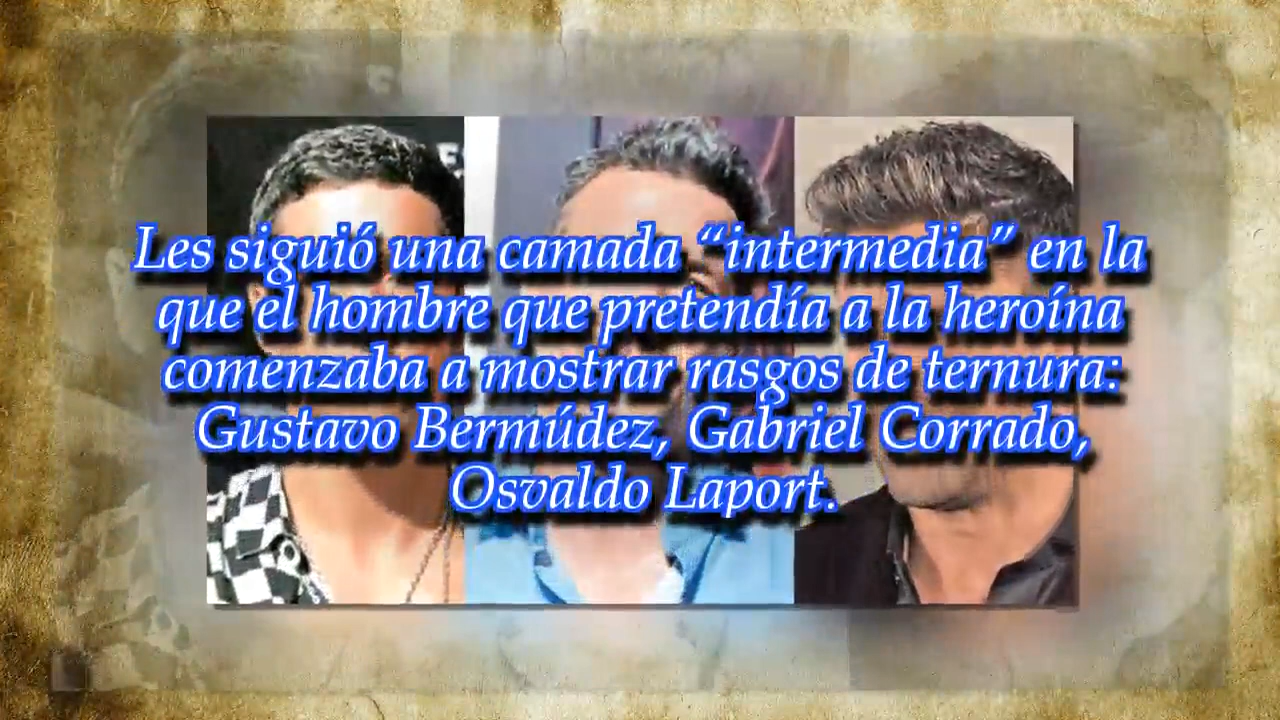 Les siguió una camada “intermedia” en la
que el hombre que pretendía a la heroína
comenzaba a mostrar rasgos de ternura:
Gustavo Bermúdez, Gabriel Corrado,
Osvaldo Laport.